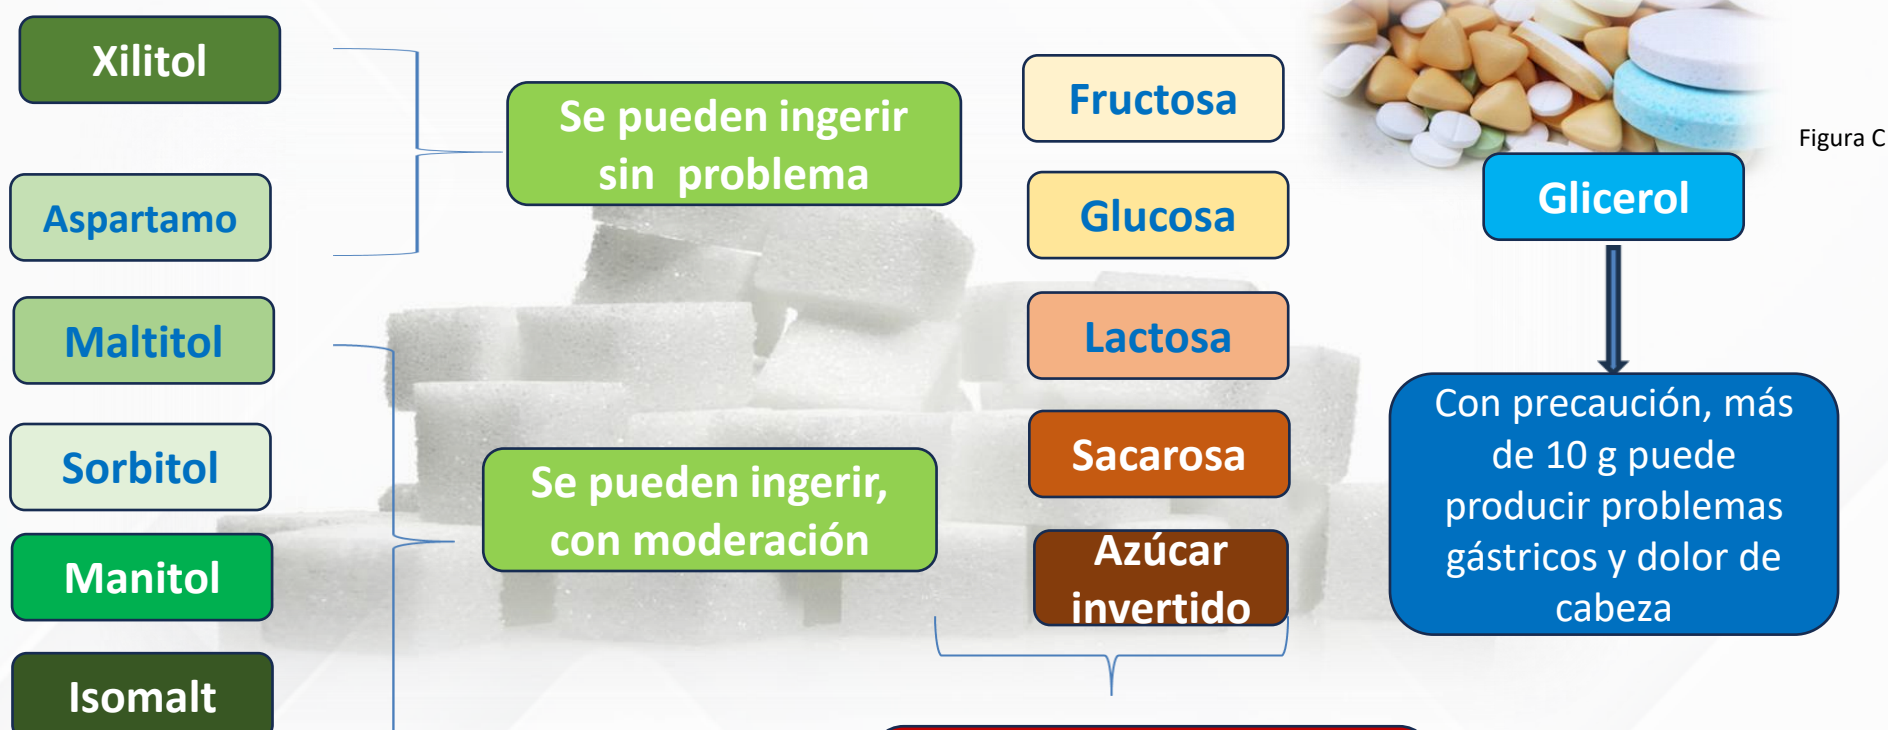 Xilitol
Aspartamo
Maltitol
Sorbitol
Manitol
Isomalt
Se pueden ingerir
sin  problema
Se pueden ingerir,
con moderación
Fructosa
Glucosa
Lactosa
Sacarosa
Azúcar
invertido
Figura C
Glicerol
Con precaución, más
de 10 g puede
producir problemas
gástricos y dolor de
cabeza